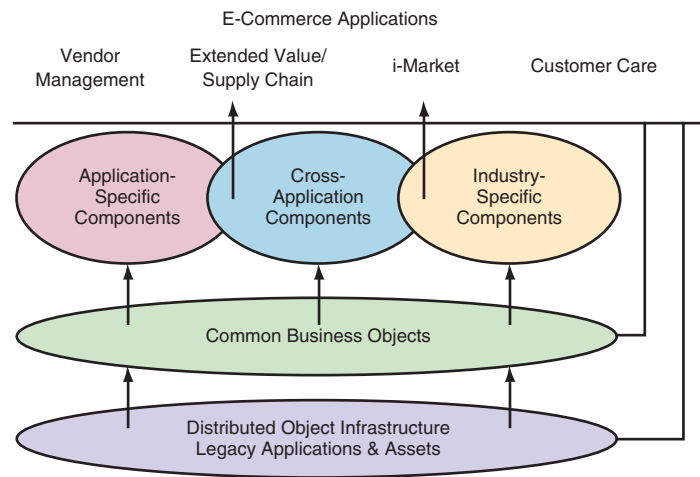 E-Commerce Applications
Vendor
Management
Extended Value/
Supply Chain
i-Market
Customer Care
Application-
Specific
Components
Cross-
Application
Components
Industry-
Specific
Components
Common Business Objects
Distributed Object Infrastructure
Legacy Applications & Assets